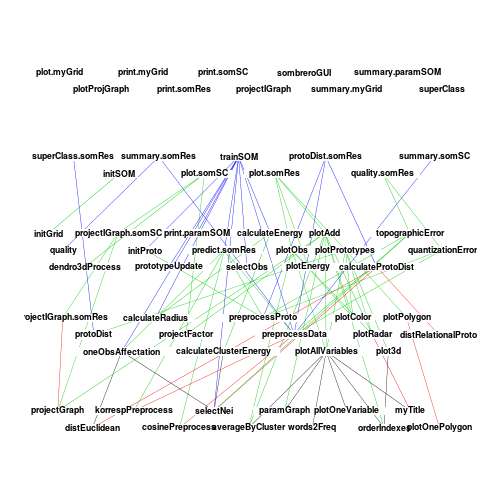 plot.myGrid print.myGrid print.somSC sombreroGUI summary.paramSOM
plotProjGraph print.somRes projectIGraph summary.myGrid superClass
superClass.somRes summary.somRes trainSOM protoDist.somRes summary.somSC
initSOM plot.somSC plot.somRes quality.somRes
initGrid projectIGraph.somSC print.paramSOM calculateEnergy plotAdd topographicError
quality initProto predict.somRes plotObs plotPrototypes quantizationError
dendro3dProcess prototypeUpdate selectObs plotEnergy calculateProtoDist
rojectIGraph.somRes calculateRadius preprocessProto plotColor plotPolygon
protoDist projectFactor preprocessData plotRadar distRelationalProto
oneObsAffectation calculateClusterEnergy plotAllVariables plot3d
projectGraph korrespPreprocess selectNei paramGraph plotOneVariable myTitle
distEuclidean cosinePreprocess averageByCluster words2Freq orderIndexes plotOnePolygon